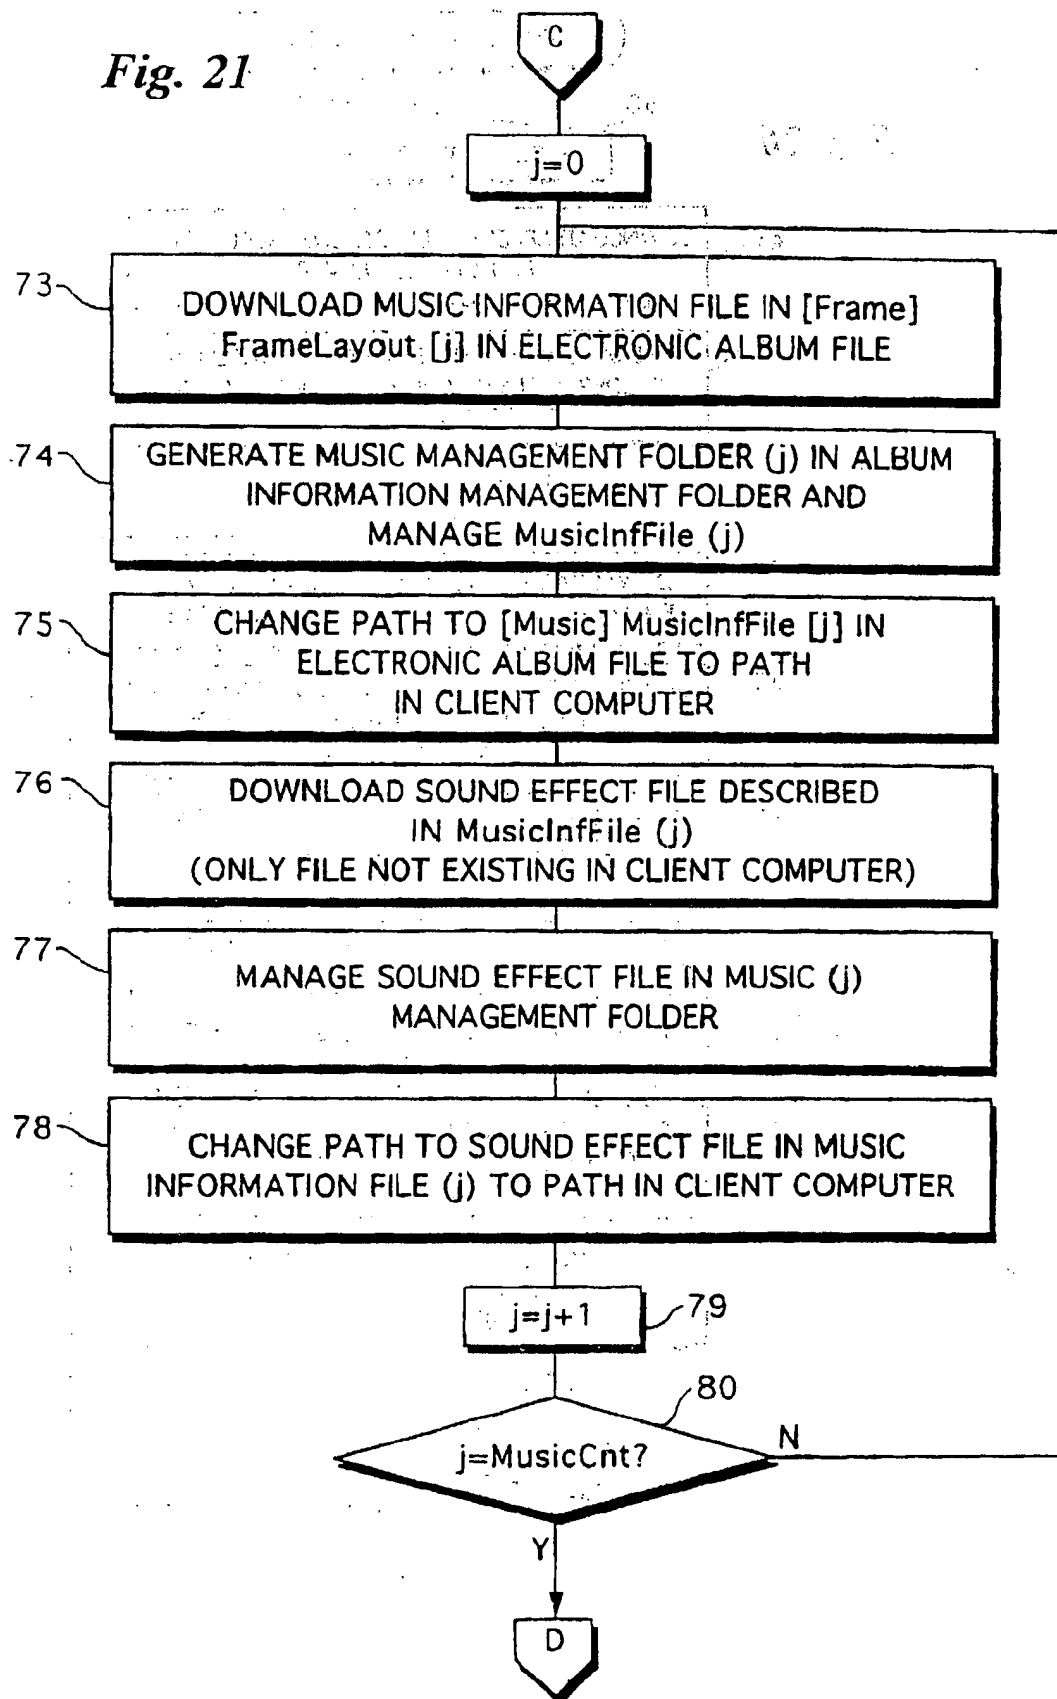 Fig. 21
C
j=0
73
DOWNLOAD MUSIC INFORMATION FILE IN [Frame]
FrameLayout [j] IN ELECTRONIC ALBUM FILE
74
GENERATE MUSIC MANAGEMENT FOLDER (j) IN ALBUM
INFORMATION MANAGEMENT FOLDER AND
MANAGE MusicInfFile (j)
75
CHANGE PATH TO [Music] MusicInfFile [j] IN
ELECTRONIC ALBUM FILE TO PATH
IN CLIENT COMPUTER
76
DOWNLOAD SOUND EFFECT FILE DESCRIBED
IN MusicInfFile (j)
(ONLY FILE NOT EXISTING IN CLIENT COMPUTER)
77
MANAGE SOUND EFFECT FILE IN MUSIC (j)
MANAGEMENT FOLDER
78
CHANGE PATH TO SOUND EFFECT FILE IN MUSIC
INFORMATION FILE (j) TO PATH IN CLIENT COMPUTER
j=j+1
79
80
j=MusicCnt?
N
Y
D